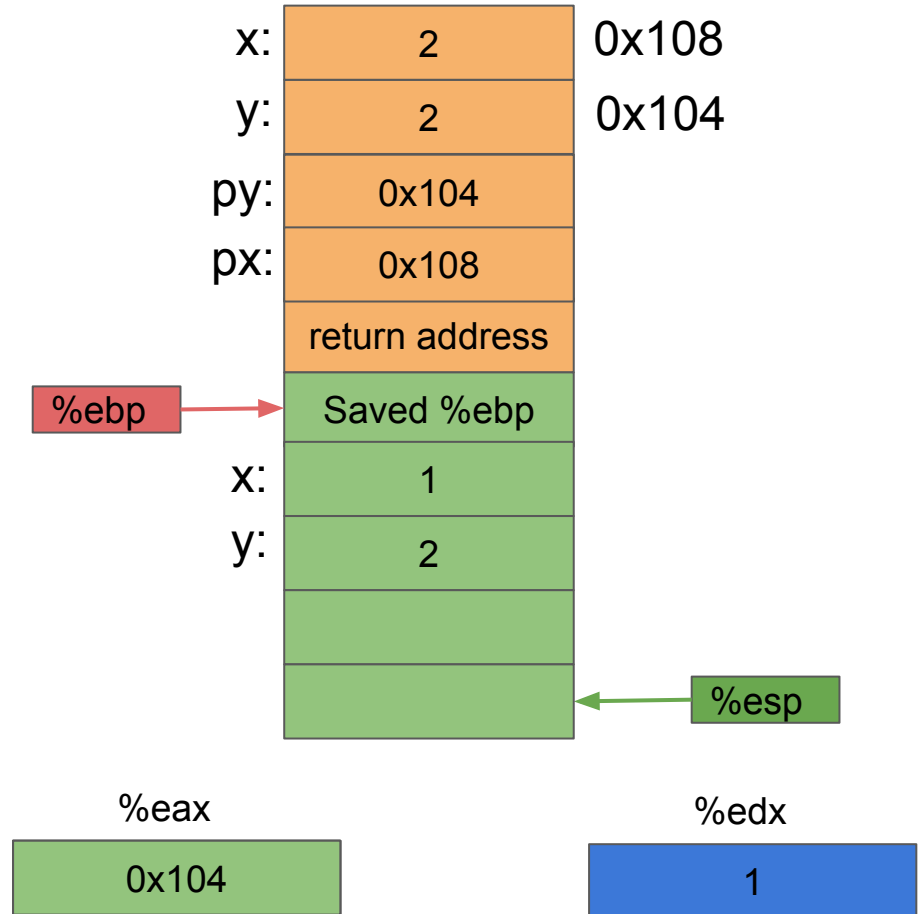 x: 2 0x108
y: 2 0x104
py: 0x104
px: 0x108
return address
%ebp Saved %ebp
x: 1
y: 2
%esp
%eax %edx
0x104 1